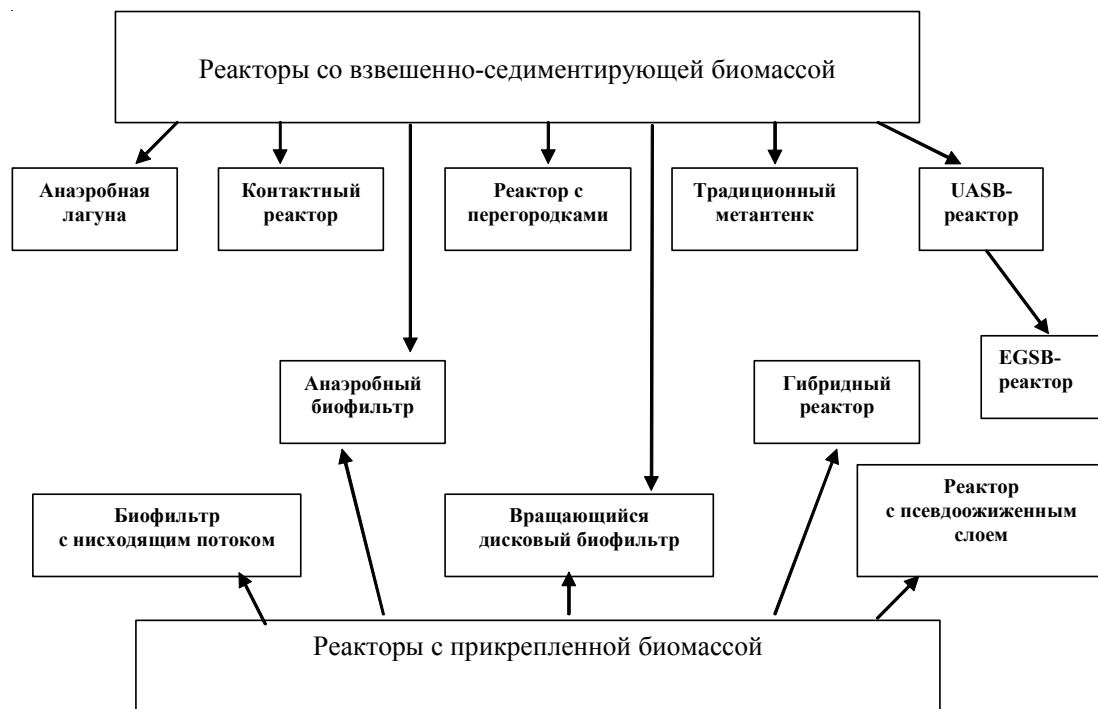 Реакторы со взвешенно-седиментирующей биомассой
Анаэробная
лагуна
Контактный
реактор
Реактор с
перегородками
Традиционный
метантенк
UASB-
реактор
EGSB-
реактор
Анаэробный
биофильтр
Гибридный
реактор
Биофильтр
с нисходящим потоком
Вращающийся
дисковый биофильтр
Реактор
с псевдоожиженным
слоем
Реакторы с прикрепленной биомассой